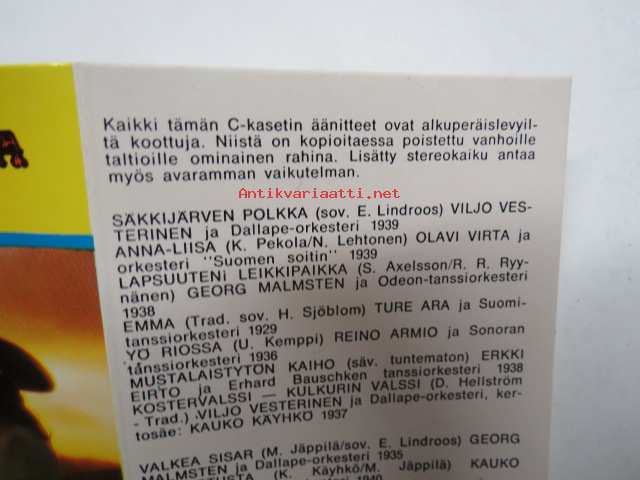 Kaikki tämän C-kasetin äänitteet ovat alkuperäislevyil-
tä koottuja. Niistä on kopioitaessa poistettu vanhoille
taltioille ominainen rahina. Lisätty stereokaiku antaa
myös avaramman vaikutelman.
Antikvariaatti.net
SÄKKIJÄRVEN POLKKA (sov. E. Lindroos) VILJO VES-
TERINEN ja Dallape-orkesteri 1939
ANNA-LIISA (K. Pekola/N. Lehtonen) OLAVI VIRTA ja
orkesteri "Suomen soitin" 1939
LAPSUUTENI LEIKKIPAIKKA (S. Axelsson/R. R. Ryy-
nänen) GEORG MALMSTEN ja Odeon-tanssiorkesteri
1938
EMMA (Trad. sov. H. Sjöblom) TURE ARA ja Suomi-
tanssiorkesteri 1929
YÖ RIOSSA (U. Kemppi) REINO ARMIO ja Sonoran
tanssiorkesteri 1936
MUSTALAISTYTÖN KAIHO (säv. tuntematon) ERKKI
EIRTO ja Erhard Bauschken tanssiorkesteri 1938
KOSTERVALSSI — KULKURIN VALSSI (D. Hellström
- Trad.) VILJO VESTERINEN ja Dallape-orkesteri, ker-
tosäe: KAUKO KÄYHKÖ 1937
VALKEA SISAR (M. Jäppilä/sov. E. Lindroos) GEORG
MALMSTEN ja Dallape-orkesteri 1935
(K. Käyhkö/M. Jäppilä) KAUKO
1940